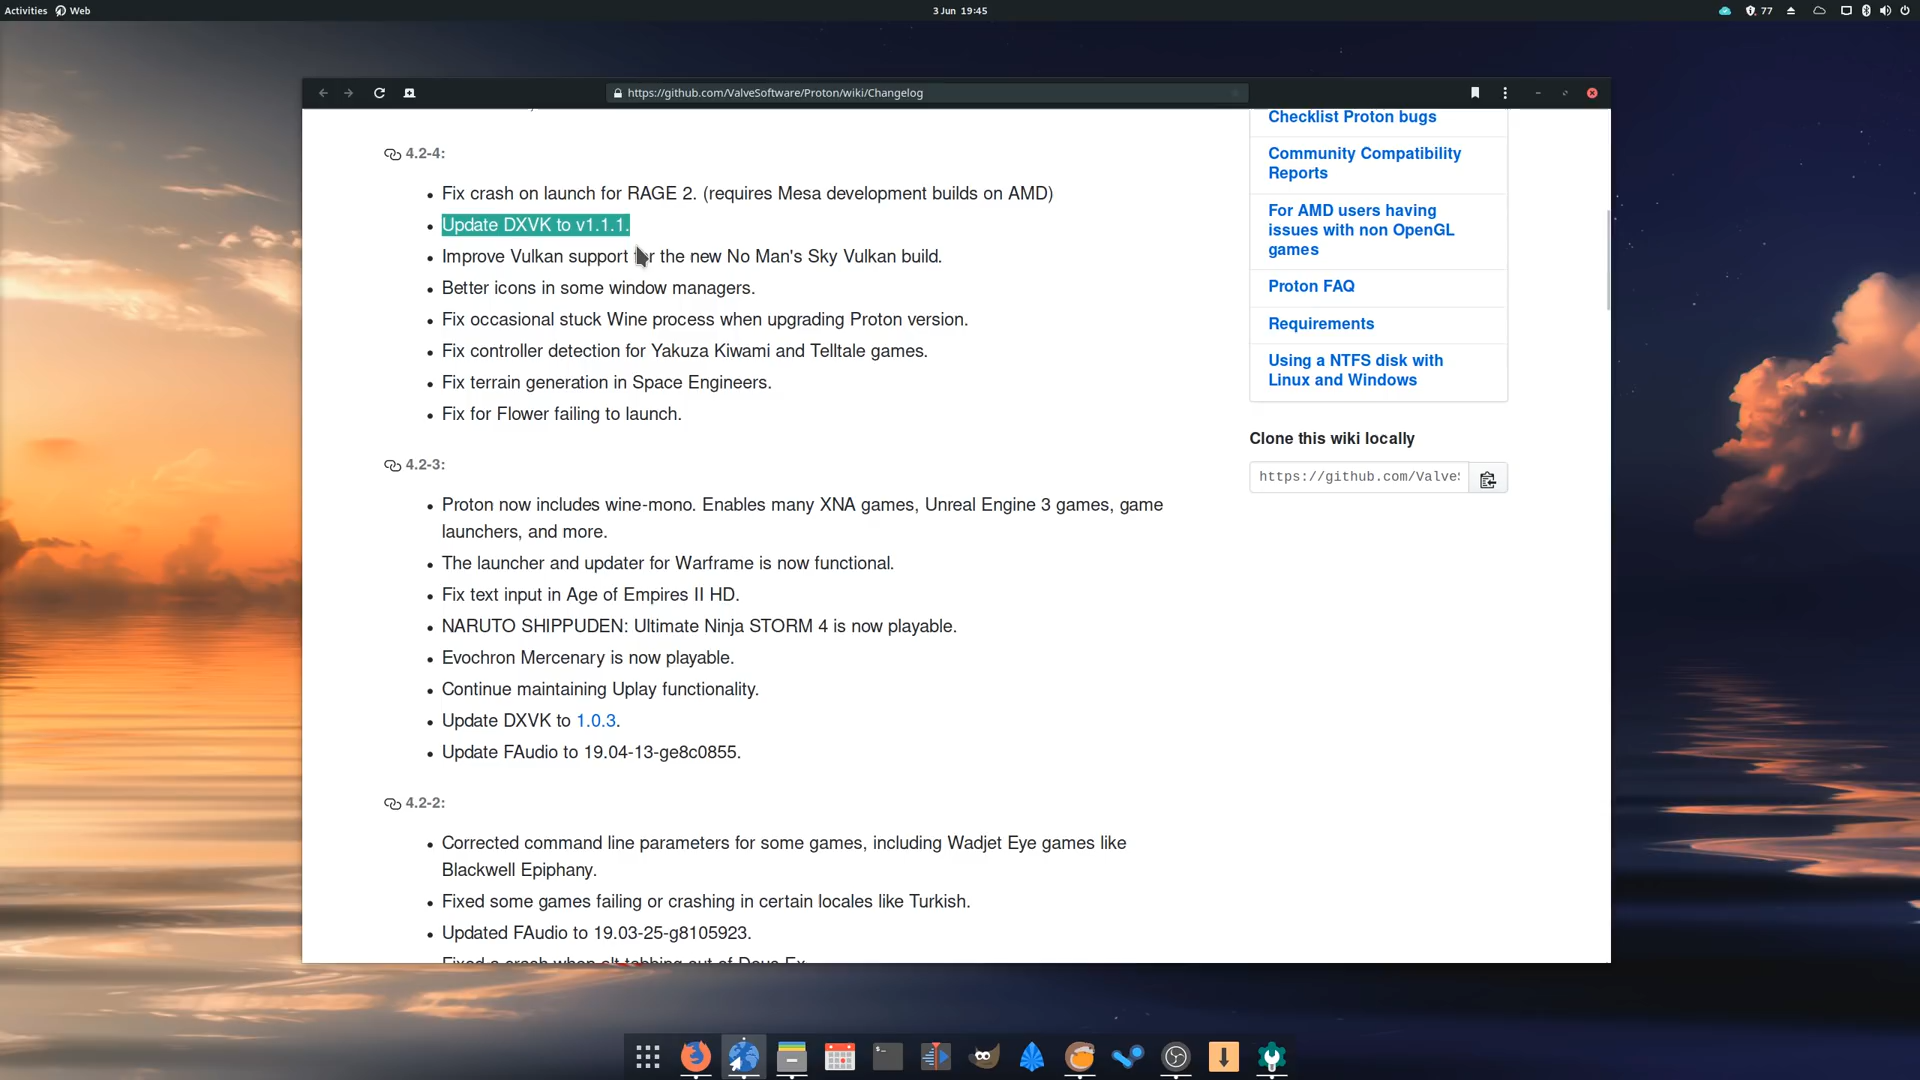 Activities Web 3 Jun 19:45 77
https://github.com/ValveSoftware/Proton/wiki/Changelog
4.2-4:
Fix crash on launch for RAGE 2. (requires Mesa development builds on AMD)
Update DXVK to v1.1.1.
Improve Vulkan support for the new No Man's Sky Vulkan build.
Better icons in some window managers.
Fix occasional stuck Wine process when upgrading Proton version.
Fix controller detection for Yakuza Kiwami and Telltale games.
Fix terrain generation in Space Engineers.
Fix for Flower failing to launch.
4.2-3:
Proton now includes wine-mono. Enables many XNA games, Unreal Engine 3 games, game
launchers, and more.
The launcher and updater for Warframe is now functional.
Fix text input in Age of Empires II HD.
NARUTO SHIPPUDEN: Ultimate Ninja STORM 4 is now playable.
Evochron Mercenary is now playable.
Continue maintaining Uplay functionality.
Update DXVK to 1.0.3.
Update FAudio to 19.04-13-ge8c0855.
4.2-2:
Corrected command line parameters for some games, including Wadjet Eye games like
Blackwell Epiphany.
Fixed some games failing or crashing in certain locales like Turkish.
Updated FAudio to 19.03-25-g8105923.
Fixed a crash when alt-tabbing out of Deus Ex
Checklist Proton bugs
Community Compatibility
Reports
For AMD users having
issues with non OpenGL
games
Proton FAQ
Requirements
Using a NTFS disk with
Linux and Windows
Clone this wiki locally
https://github.com/Valve